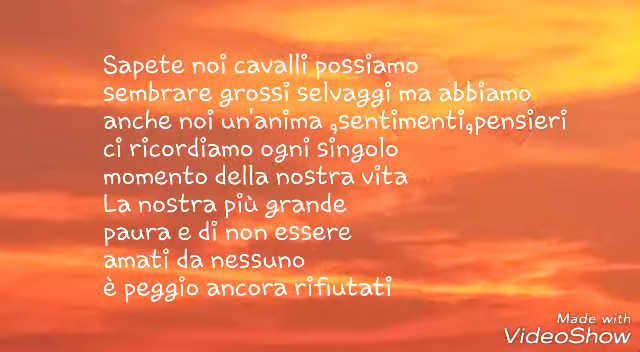 Sapete noi cavalli possiamo
sembrare grossi selvaggi ma abbiamo
anche noi un'anima ,sentimenti,pensieri
ci ricordiamo ogni singolo
momento della nostra vita
La nostra più grande
paura e di non essere
amati da nessuno
è peggio ancora rifiutati
Made with
VideoShow